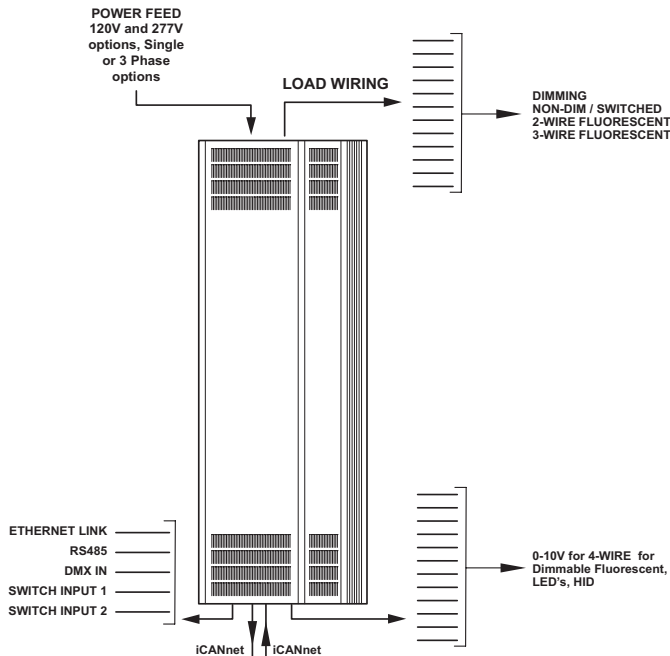 POWER FEED
120V and 277V
options, Single
or 3 Phase
options
LOAD WIRING
DIMMING
NON-DIM / SWITCHED
2-WIRE FLUORESCENT
3-WIRE FLUORESCENT
ETHERNET LINK
RS485
DMX IN
SWITCH INPUT 1
SWITCH INPUT 2
0-10V for 4-WIRE for
Dimmable Fluorescent,
LED's, HID
iCANnet
iCANnet